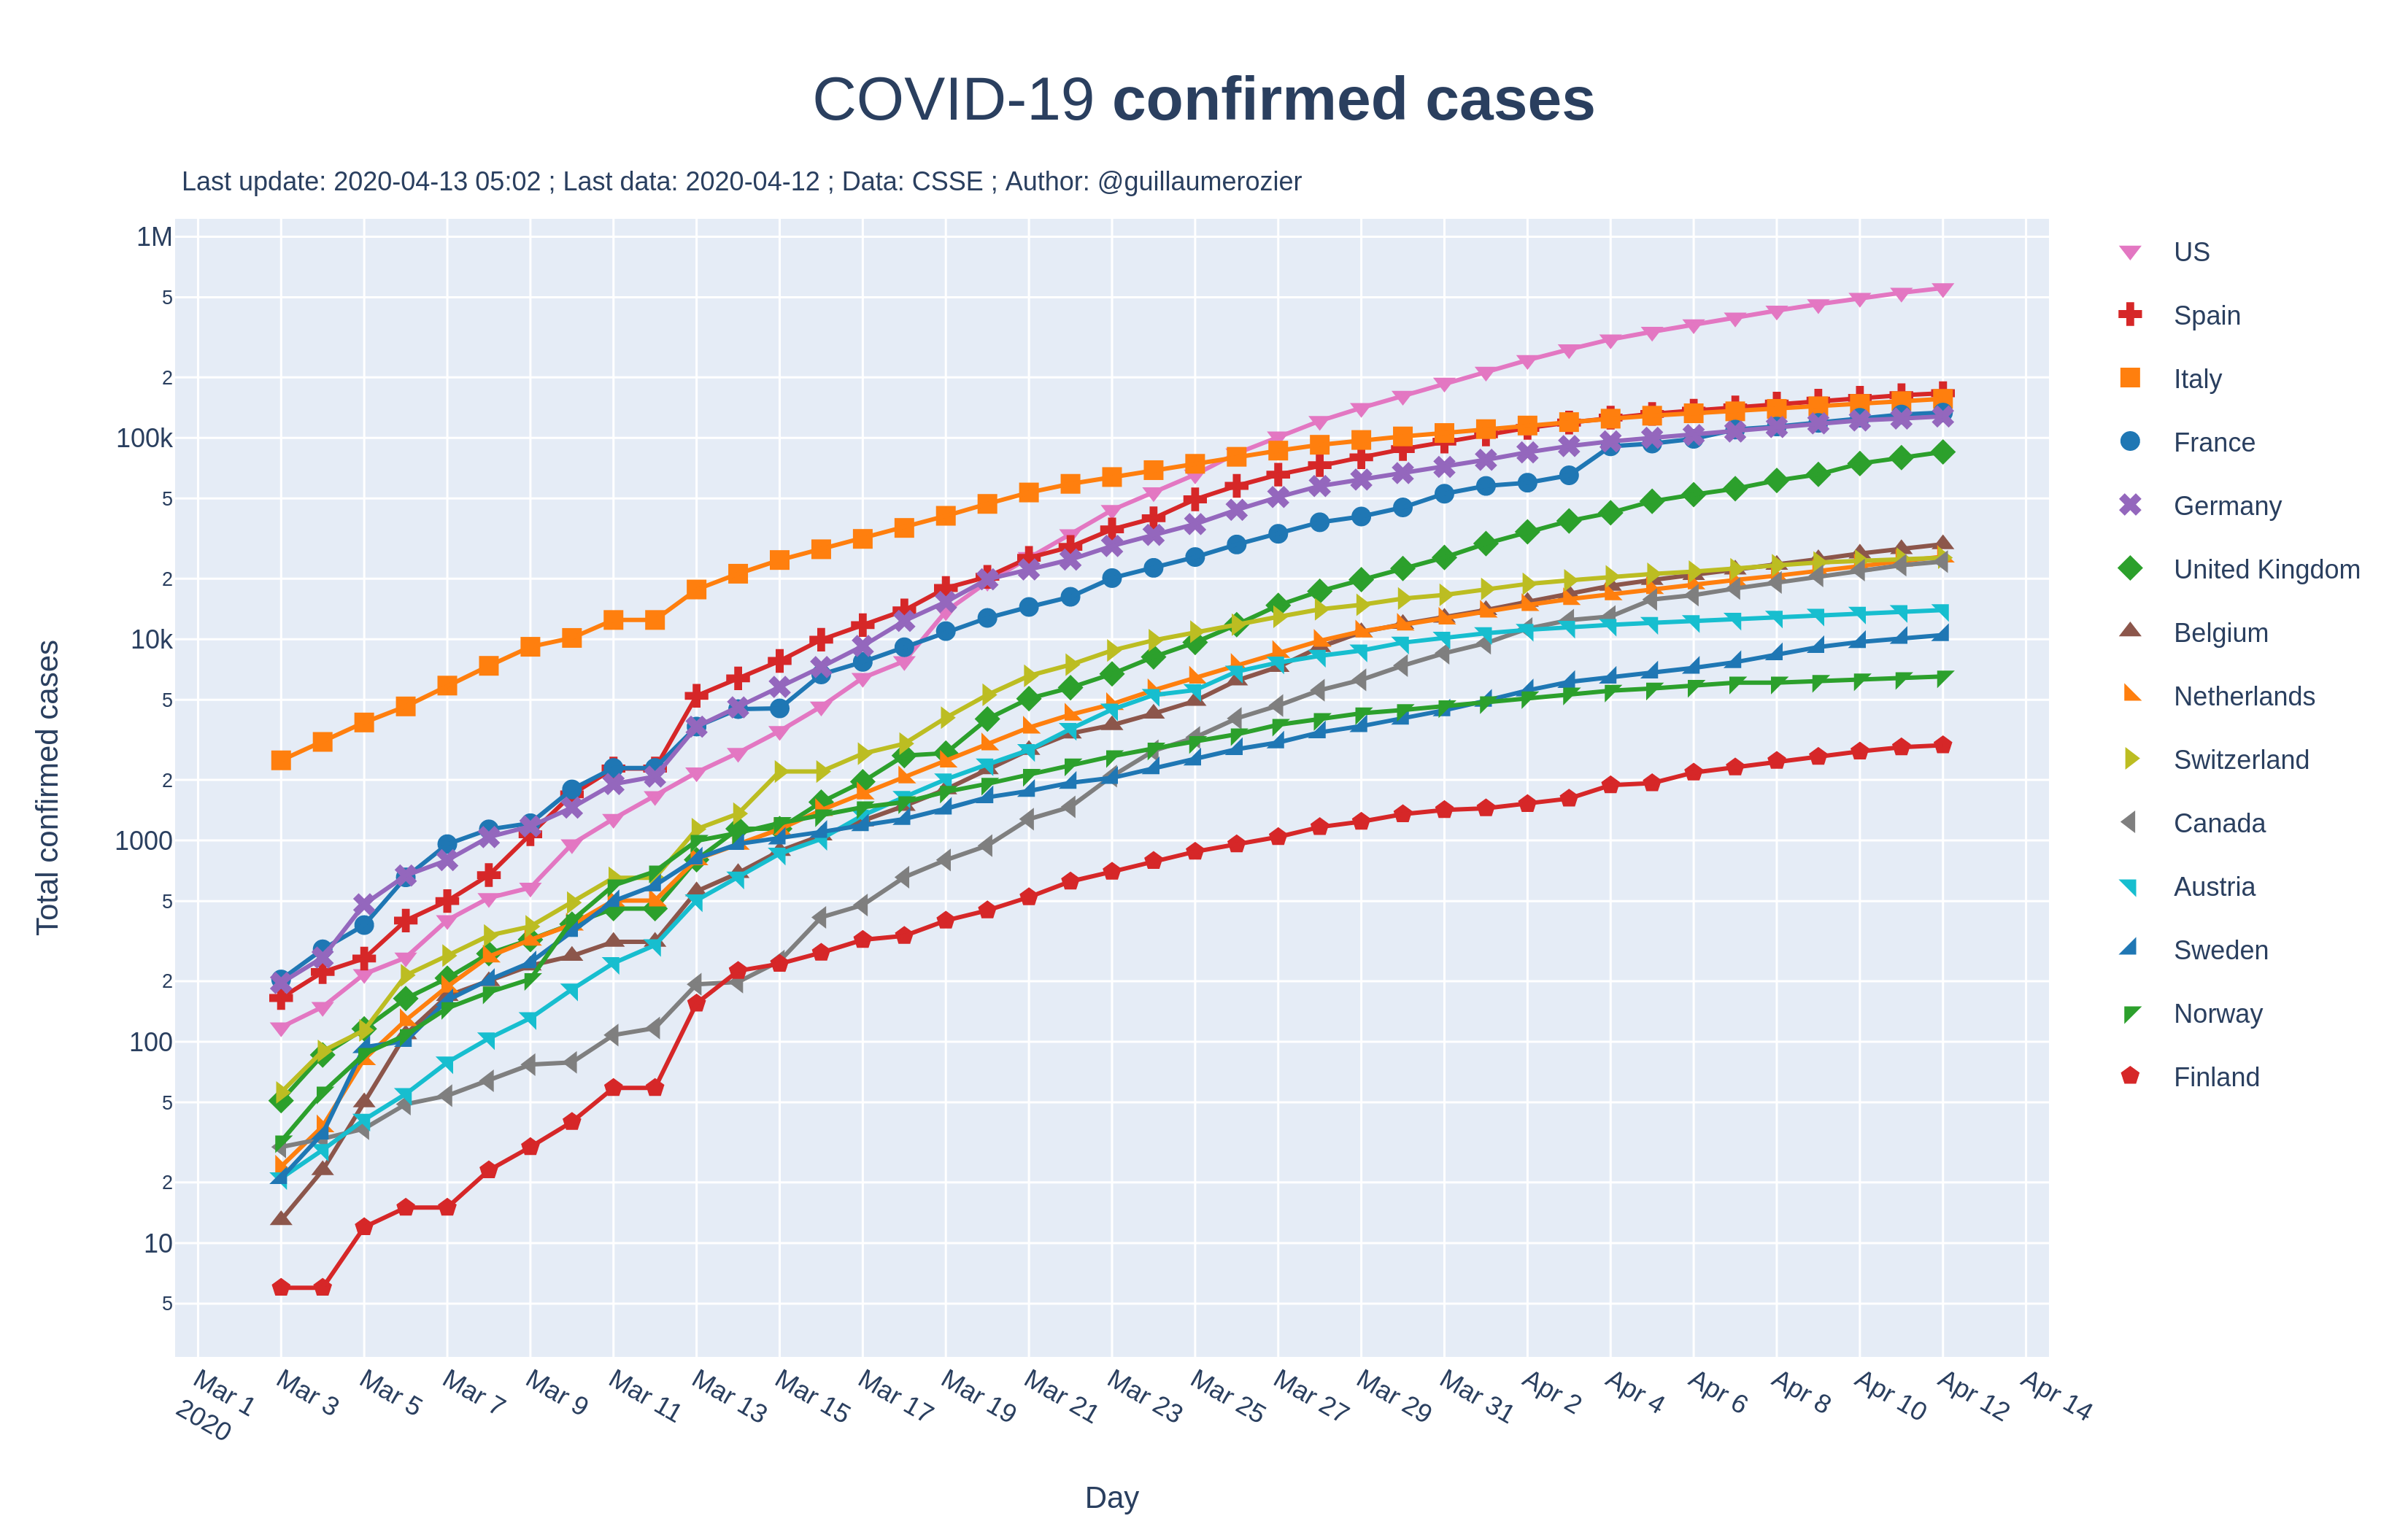 COVID-19 confirmed cases
Last update: 2020-04-13 05:02 ; Last data: 2020-04-12 ; Data: CSSE ; Author: @guillaumerozier
Total confirmed cases
1M
5
2
100k
5
2
10k
5
2
1000
5
2
100
5
2
10
5
Mar 1
2020
Mar 3
Mar 5
Mar 7
Mar 9
Mar 11
Mar 13
Mar 15
Mar 17
Mar 19
Mar 21
Mar 23
Mar 25
Mar 27
Mar 29
Mar 31
Apr 2
Apr 4
Apr 6
Apr 8
Apr 10
Apr 12
Apr 14
Day
US
Spain
Italy
France
Germany
United Kingdom
Belgium
Netherlands
Switzerland
Canada
Austria
Sweden
Norway
Finland